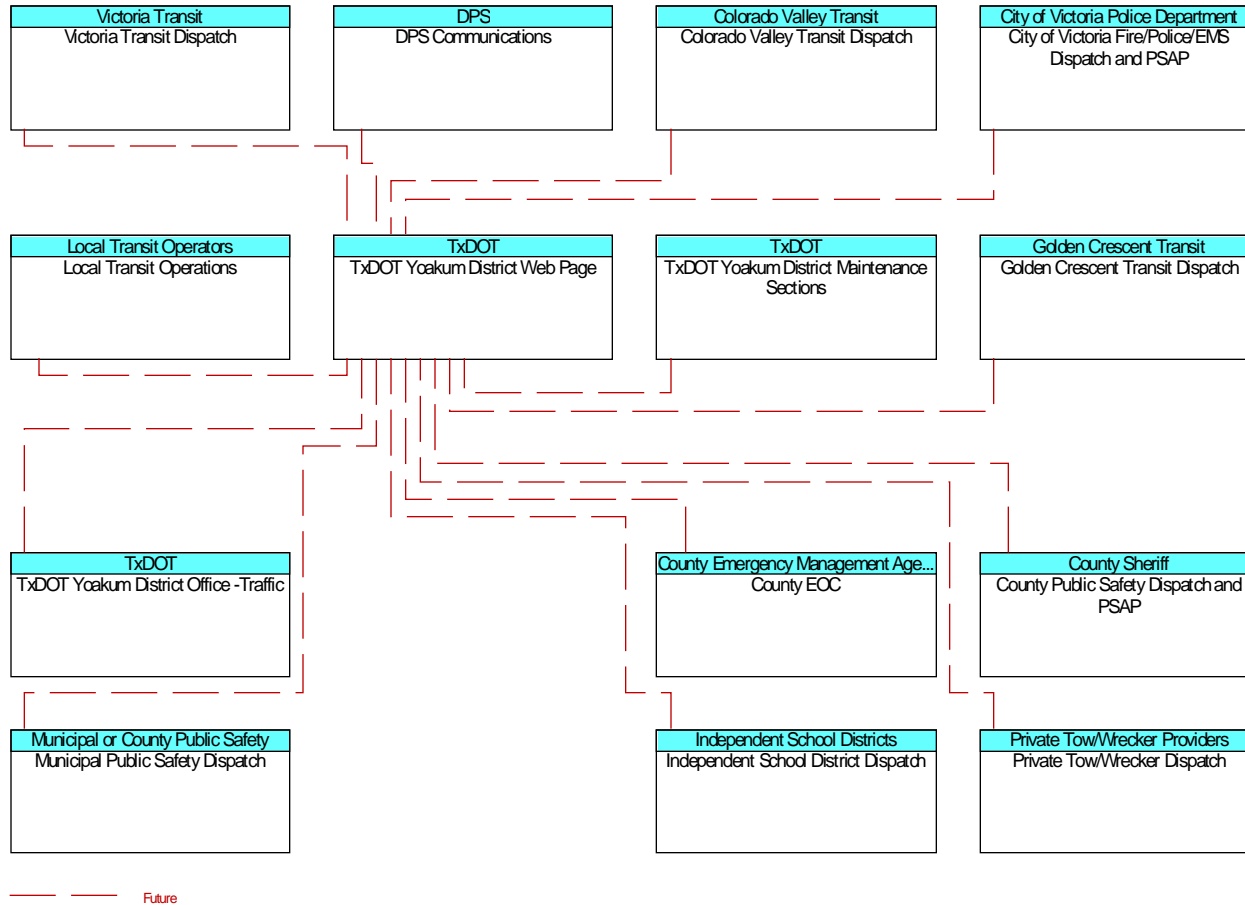 Victoria Transit
Victoria Transit Dispatch
DPS
DPS Communications
Colorado Valley Transit
Colorado Valley Transit Dispatch
City of Victoria Police Department
City of Victoria Fire/Police/EMS
Dispatch and PSAP
Local Transit Operators
Local Transit Operations
TxDOT
TxDOT Yoakum District Web Page
TxDOT
TxDOT Yoakum District Maintenance
Sections
Golden Crescent Transit
Golden Crescent Transit Dispatch
TxDOT
TxDOT Yoakum District Office -Traffic
County Emergency Management Age...
County EOC
County Sheriff
County Public Safety Dispatch and
PSAP
Municipal or County Public Safety
Municipal Public Safety Dispatch
Independent School Districts
Independent School District Dispatch
Private Tow/Wrecker Providers
Private Tow/Wrecker Dispatch
Future